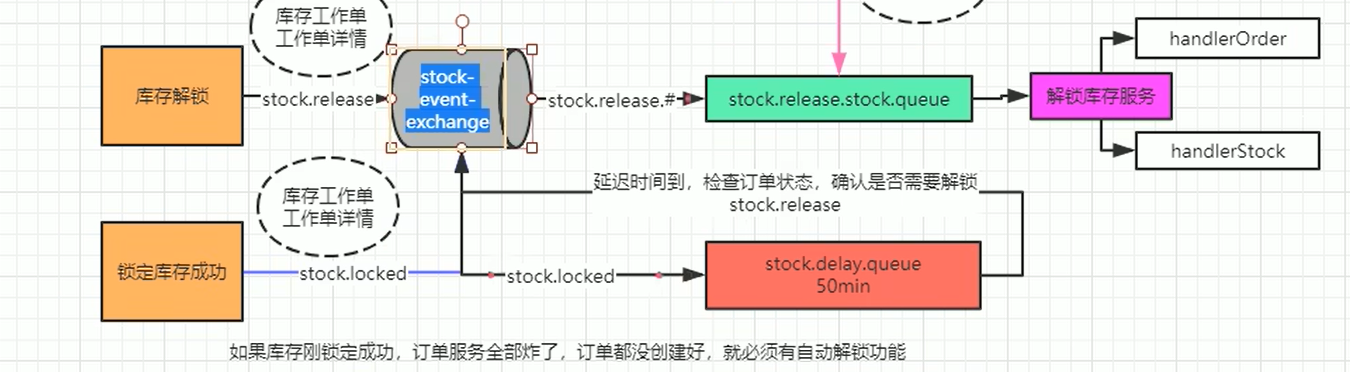 库存工作单
工作单详情
handlerOrder
库存解锁
stock.release
stock-
event-
exchange
stock.release.#
stock.release.stock.queue
解锁库存服务
handlerStock
库存工作单
工作单详情
延迟时间到，检查订单状态，确认是否需要解锁
stock.release
锁定库存成功
stock.locked
stock.locked
stock.delay.queue
50min
如果库存刚锁定成功，订单服务全部炸了，订单都没创建好，就必须有自动解锁功能